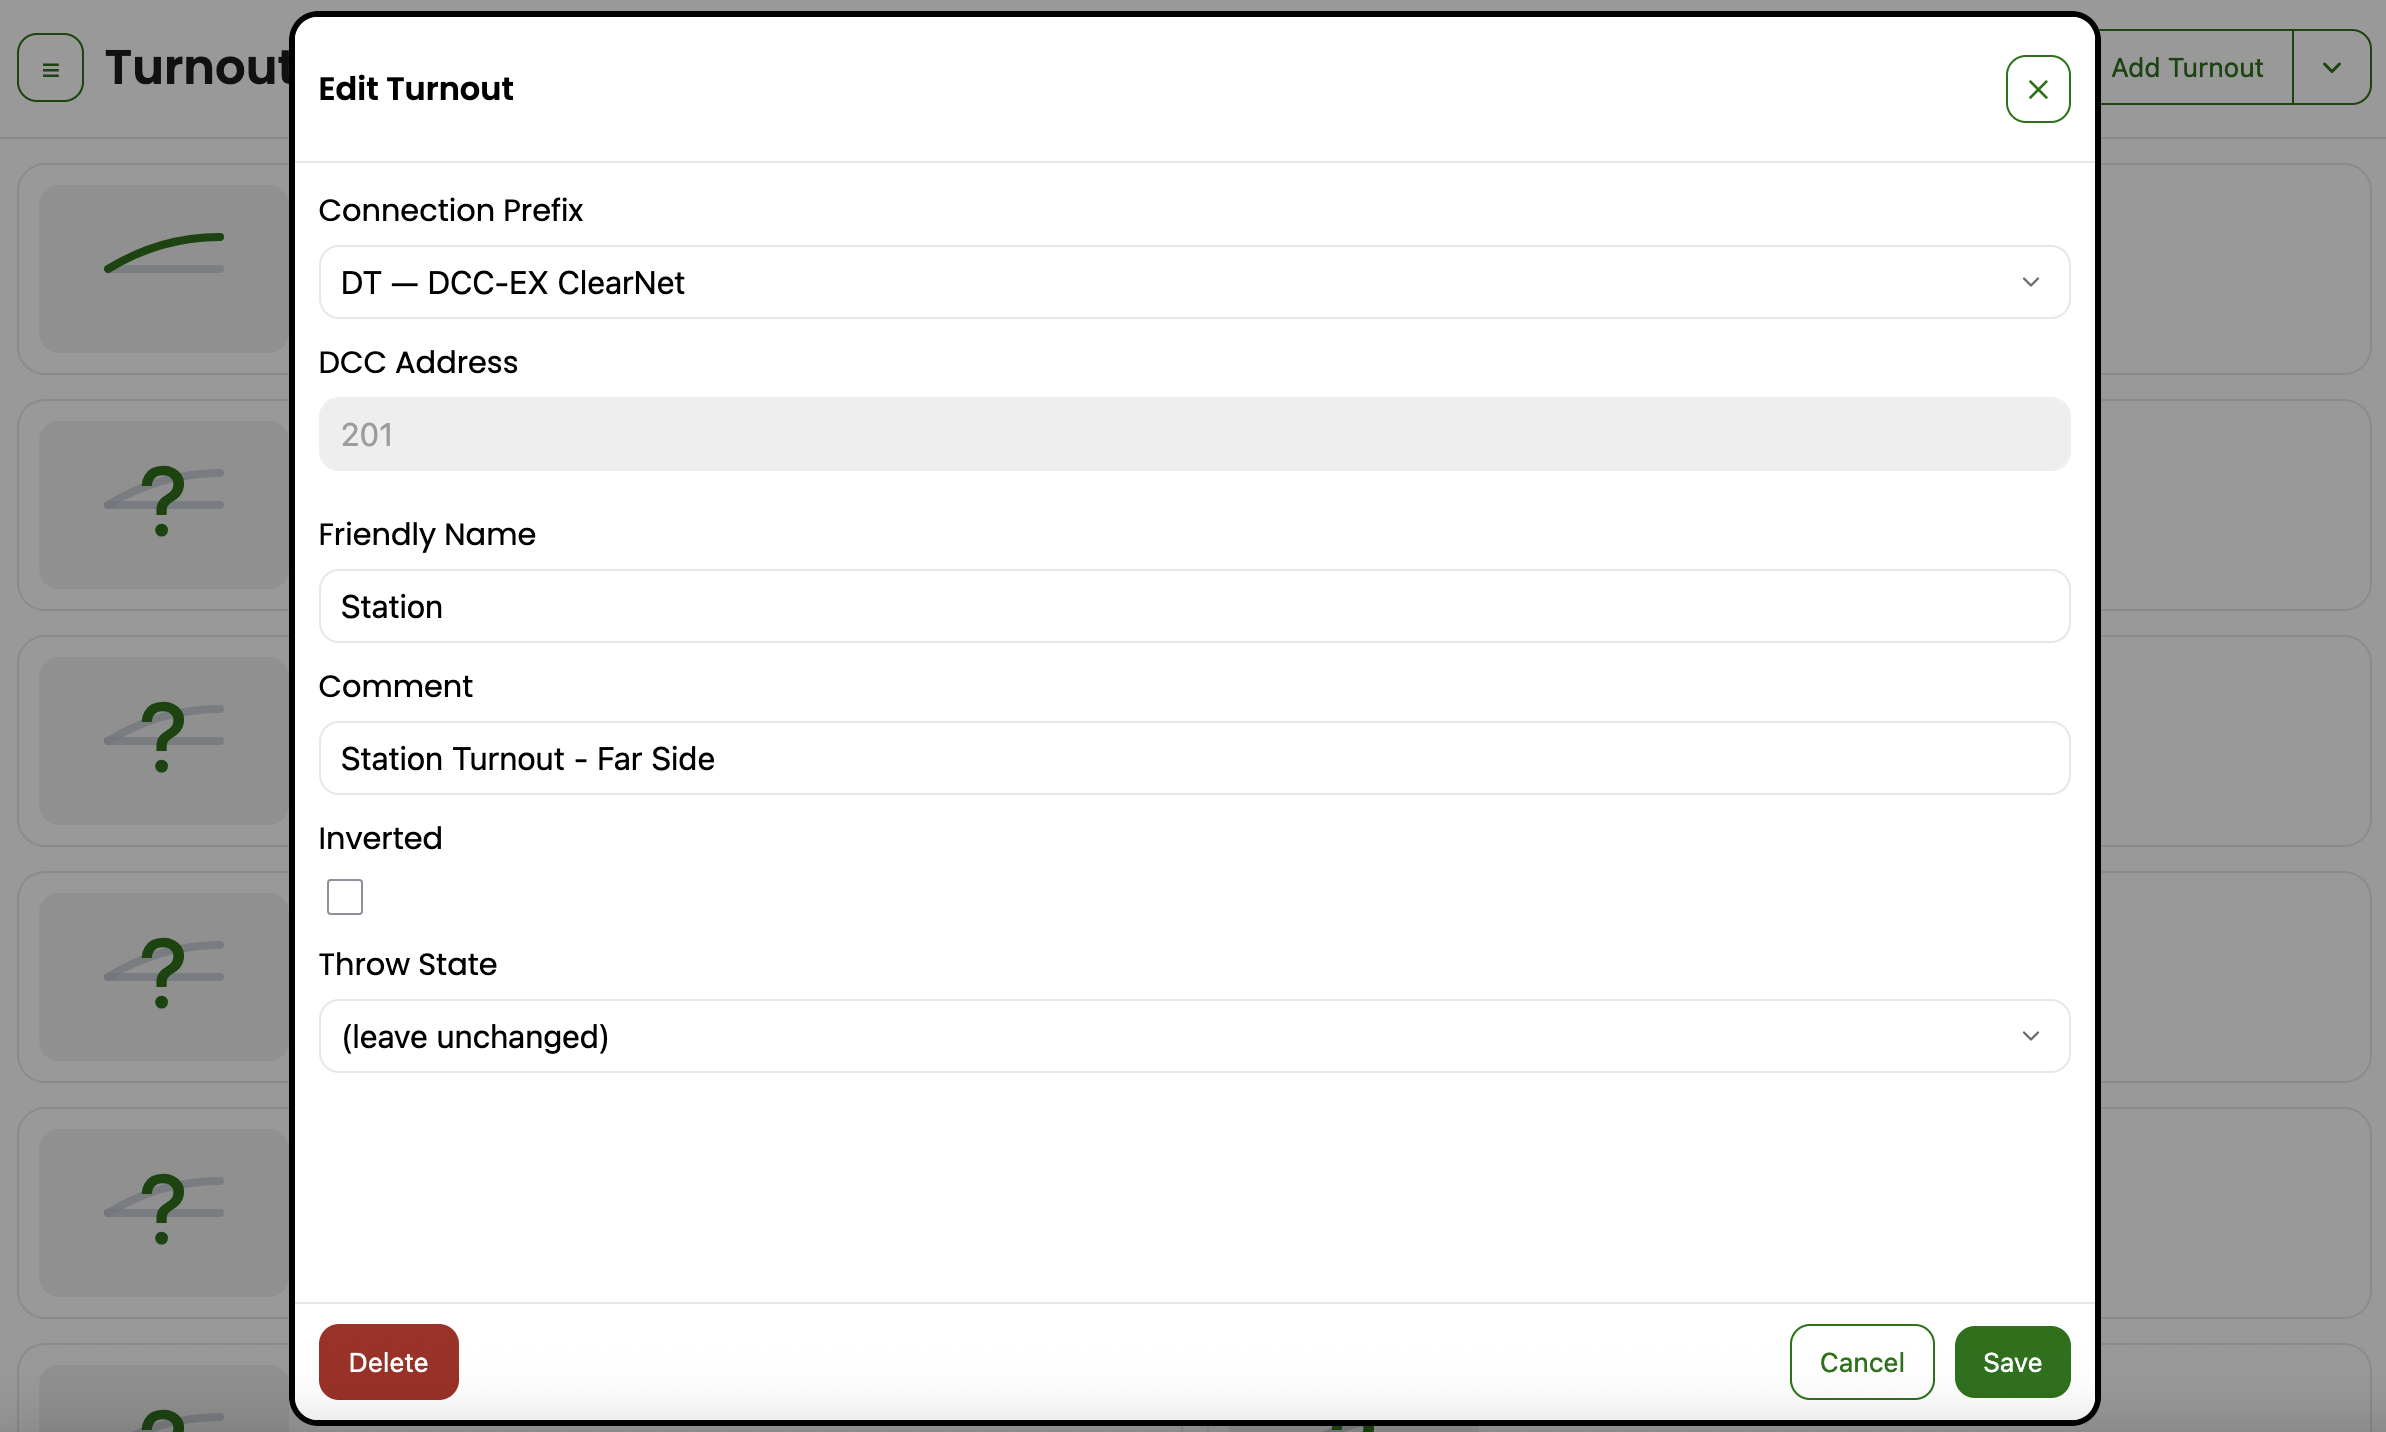 Turnout
Add Turnout
Edit Turnout
Connection Prefix
DT — DCC-EX ClearNet
DCC Address
201
Friendly Name
Station
Comment
Station Turnout - Far Side
Inverted
Throw State
(leave unchanged)
Delete
Cancel
Save
?
?
?
?
?